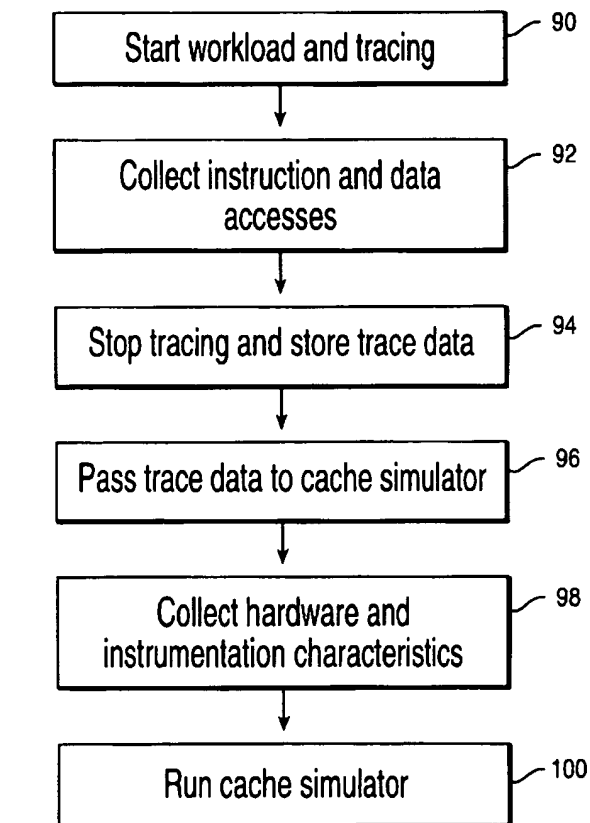 90
Start workload and tracing
92
Collect instruction and data
accesses
94
Stop tracing and store trace data
96
Pass trace data to cache simulator
98
Collect hardware and
instrumentation characteristics
100
Run cache simulator